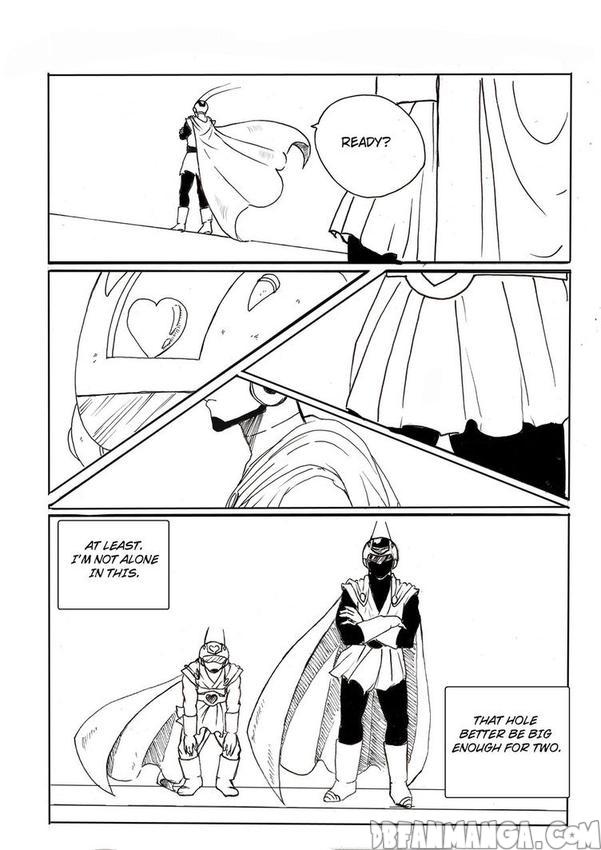 READY?
AT LEAST.
I'M NOT ALONE
IN THIS.
THAT HOLE
BETTER BE BIG
ENOUGH FOR TWO.
DBFANMANGA.COM